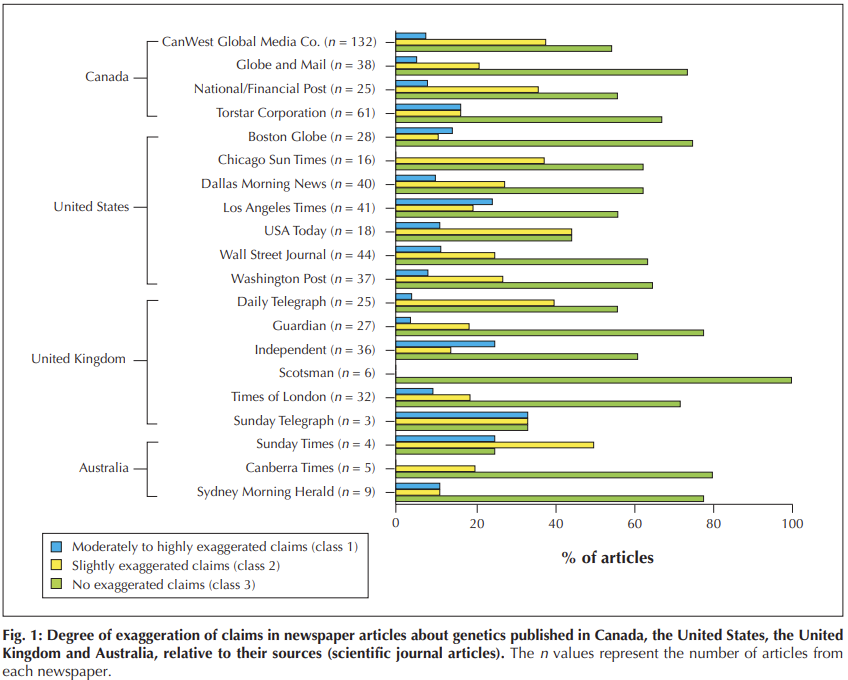 Canada
CanWest Global Media Co. (n = 132)
Globe and Mail (n = 38)
National/Financial Post (n = 25)
Torstar Corporation (n = 61)
United States
Boston Globe (n = 28)
Chicago Sun Times (n = 16)
Dallas Morning News (n = 40)
Los Angeles Times (n = 41)
USA Today (n = 18)
Wall Street Journal (n = 44)
Washington Post (n = 37)
United Kingdom
Daily Telegraph (n = 25)
Guardian (n = 27)
Independent (n = 36)
Scotsman (n = 6)
Times of London (n = 32)
Sunday Telegraph (n = 3)
Australia
Sunday Times (n = 4)
Canberra Times (n = 5)
Sydney Morning Herald (n = 9)
0 20 40 60 80 100
% of articles
Moderately to highly exaggerated claims (class 1)
Slightly exaggerated claims (class 2)
No exaggerated claims (class 3)
Fig. 1: Degree of exaggeration of claims in newspaper articles about genetics published in Canada, the United States, the United
Kingdom and Australia, relative to their sources (scientific journal articles). The n values represent the number of articles from
each newspaper.